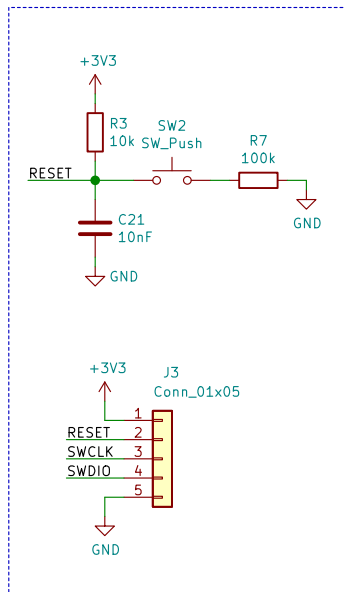 +3V3
R3
10k
SW2
SW_Push
R7
100k
RESET
C21
10nF
GND
GND
+3V3
J3
Conn_01x05
1
RESET
2
SWCLK
3
SWDIO
4
5
GND